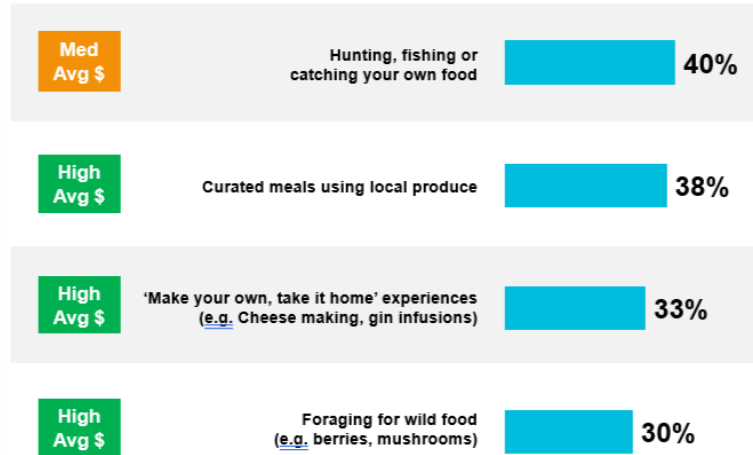 Med
Avg $
Hunting, fishing or
catching your own food
40%
High
Avg $
Curated meals using local produce
38%
High
Avg $
‘Make your own, take it home’ experiences
(e.g. Cheese making, gin infusions)
33%
High
Avg $
Foraging for wild food
(e.g. berries, mushrooms)
30%